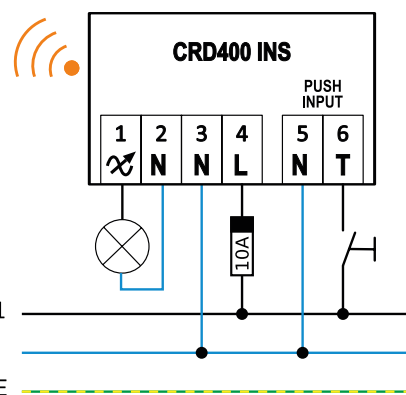 CRD400 INS
PUSH
INPUT
1 2 3 4 5 6
N N L N T
10A
E